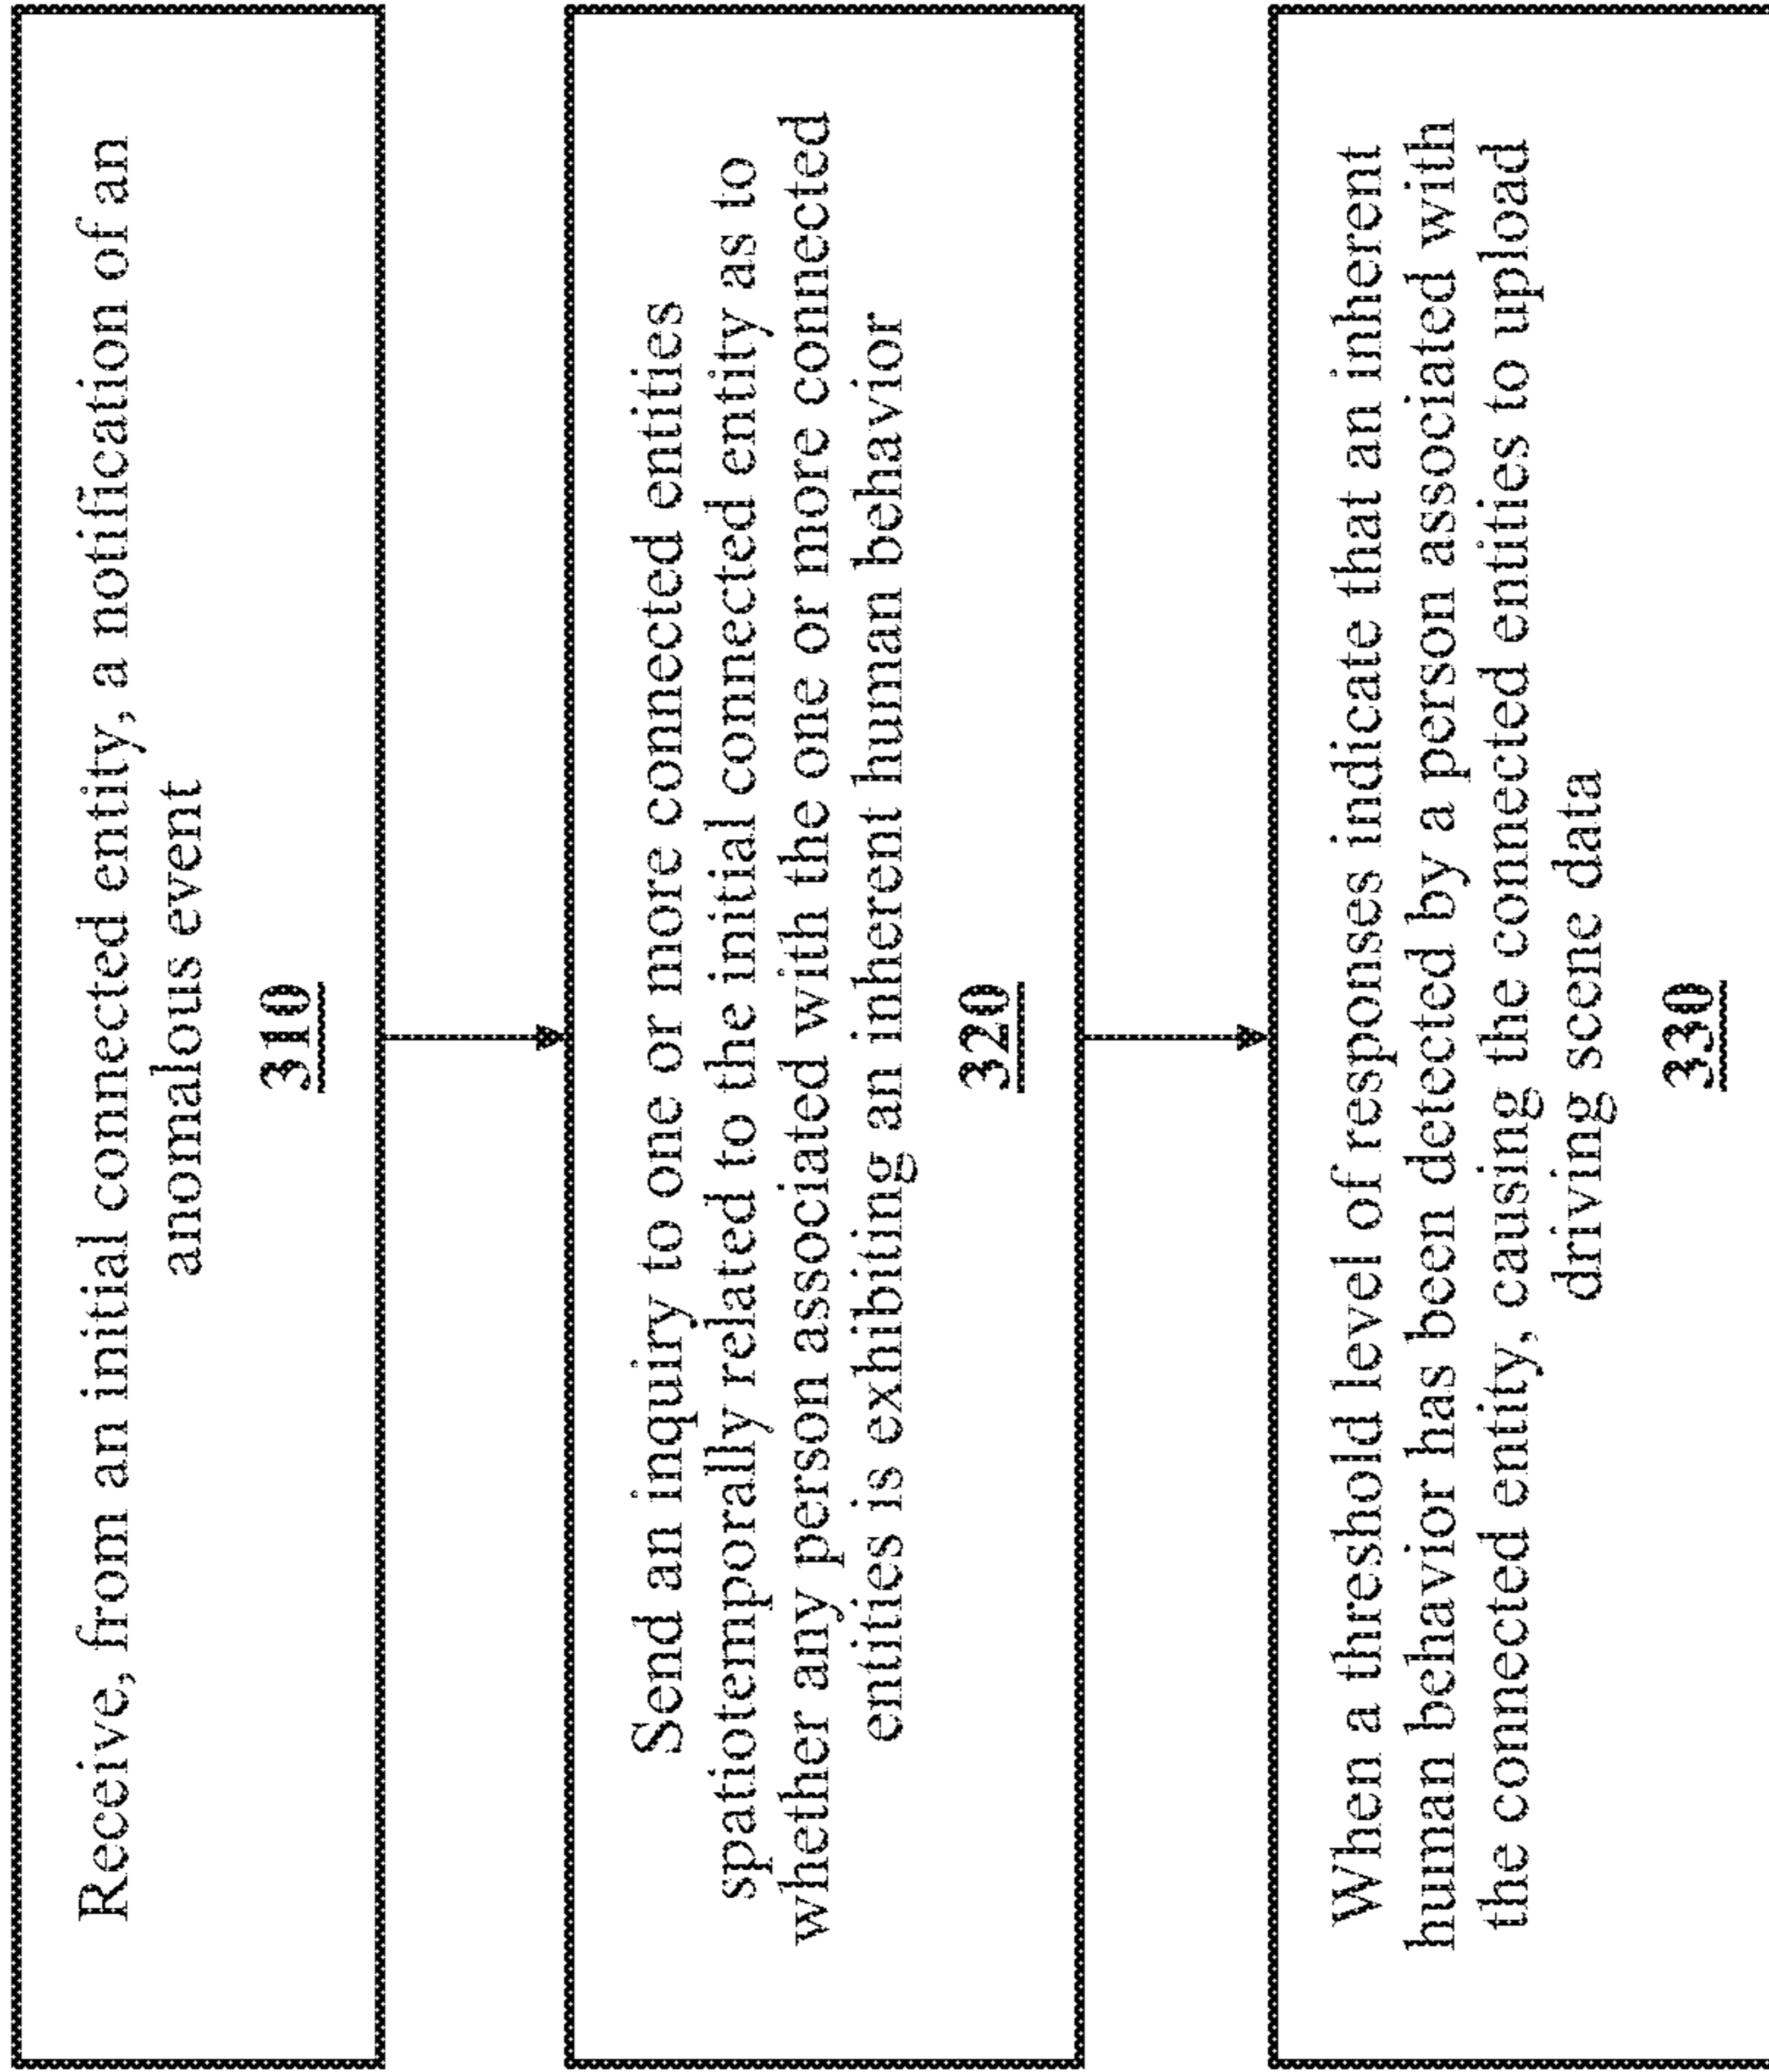 Receive, from an initial connected entity, a notification of an
anomalous event
310
Send an inquiry to one or more connected entities
spatiotemporally related to the initial connected entity as to
whether any person associated with the one or more connected
entities is exhibiting an inherent human behavior
320
When a threshold level of responses indicate that an inherent
human behavior has been detected by a person associated with
the connected entity, causing the connected entities to upload
driving scene data
330